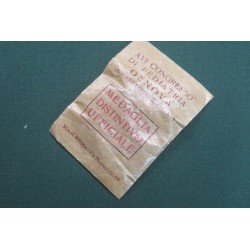 XVI CONGRESSO
DI PEDIATRIA
GENOVA
MEDAGLIA
DISTINTIVO
UFFICIALE